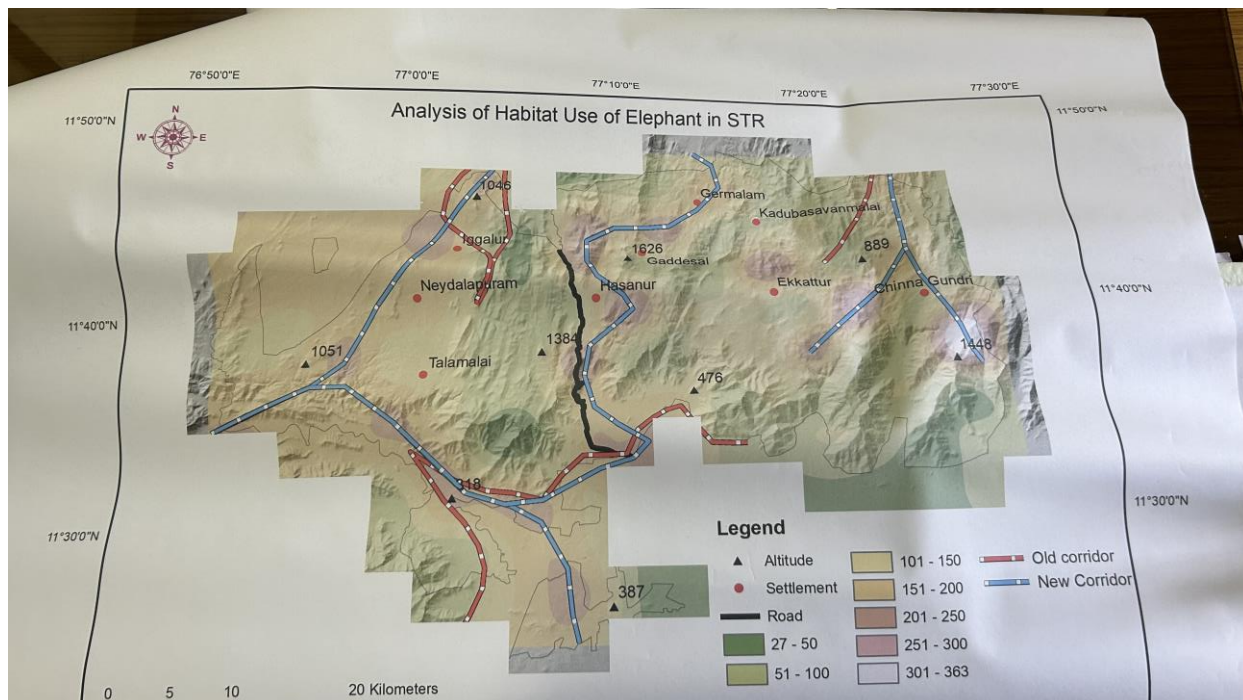 76°50'0"E
77°0'0"E
77°10'0"E
77°20'0"E
77°30'0"E
11°50'0"N
11°50'0"N
Analysis of Habitat Use of Elephant in STR
N
W
E
S
1046
Germalam
Kadubasavanmalai
Iggalur
1626
Gaddesal
889
Neydalapuram
Hasanur
Ekkattur
Chinna Gundri
11°40'0"N
11°40'0"N
1051
1384
1448
Talamalai
476
318
11°30'0"N
11°30'0"N
387
Legend
Altitude
Settlement
Road
27 - 50
51 - 100
101 - 150
151 - 200
201 - 250
251 - 300
301 - 363
Old corridor
New Corridor
0 5 10 20 Kilometers